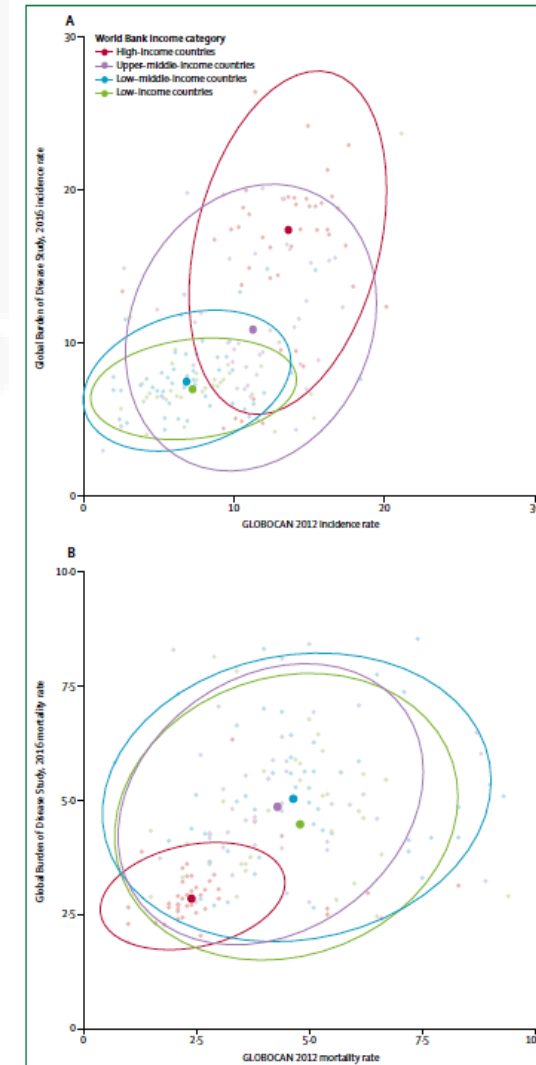 A
World Bank income category
High-income countries
Upper-middle-income countries
Low-middle-income countries
Low-income countries
30
20
10
0
Global Burden of Disease Study, 2016 incidence rate
0
10
20
30
GLOBOCAN 2012 incidence rate
B
10·0
7·5
5·0
2·5
0
Global Burden of Disease Study, 2016 mortality rate
0
2·5
5·0
7·5
10
GLOBOCAN 2012 mortality rate